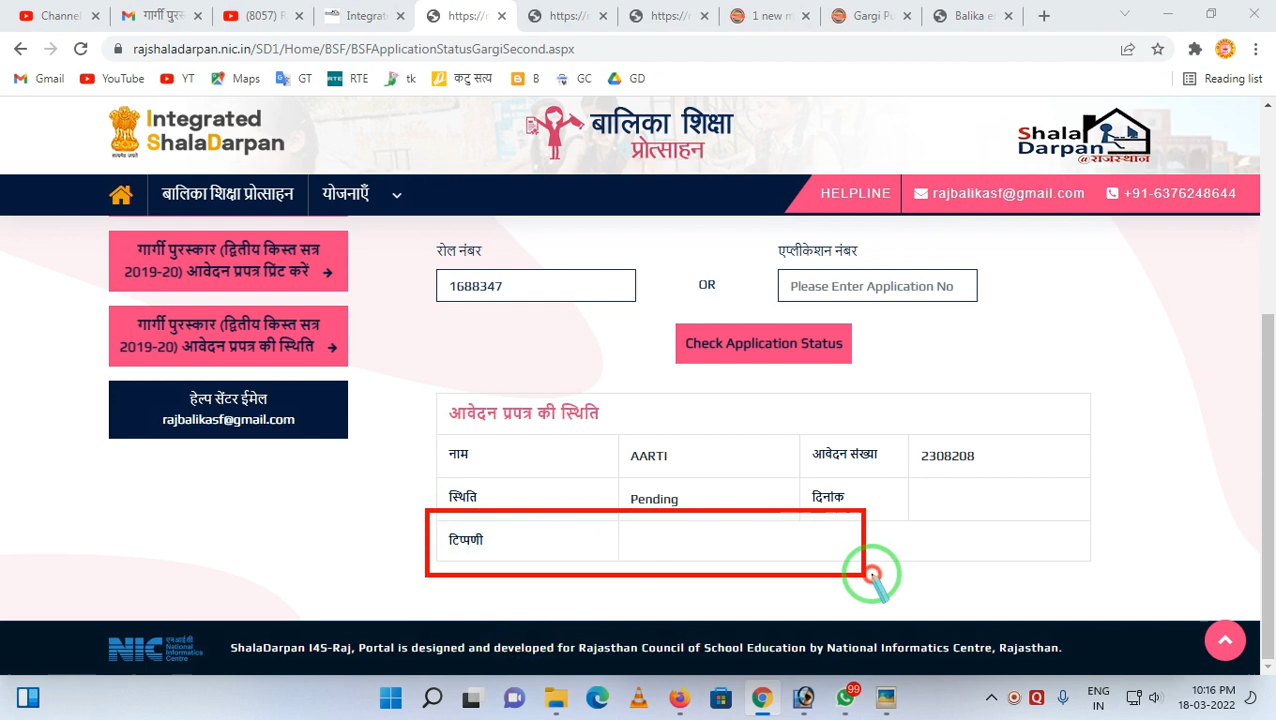 Channel
गार्गी पुरस्
(8057) R
Integrat
https://r
https://r
https://r
1 new m
Gargi Pu
Balika e
rajshaladarpan.nic.in/SD1/Home/BSF/BSFApplicationStatusGargiSecond.aspx
Gmail YouTube YT Maps GT RTE tk कटु सत्य B GC GD Reading list
Integrated
ShalaDarpan
बालिका शिक्षा
प्रोत्साहन
Shala
Darpan
@राजस्थान
बालिका शिक्षा प्रोत्साहन योजनाएँ HELPLINE rajbalikasf@gmail.com +91-6376248644
गार्गी पुरस्कार (द्वितीय किस्त सत्र
2019-20) आवेदन प्रपत्र प्रिंट करें
गार्गी पुरस्कार (द्वितीय किस्त सत्र
2019-20) आवेदन प्रपत्र की स्थिति
हेल्प सेंटर ईमेल
rajbalikasf@gmail.com
रोल नंबर एप्लीकेशन नंबर
1688347 OR Please Enter Application No
Check Application Status
आवेदन प्रपत्र की स्थिति
नाम AARTI आवेदन संख्या 2308208
स्थिति Pending दिनांक
टिप्पणी
NIC एनआईसी
National
Informatics
Centre
ShalaDarpan I4S-Raj, Portal is designed and developed for Rajasthan Council of School Education by National Informatics Centre, Rajasthan.
99
ENG
IN
10:16 PM
18-03-2022